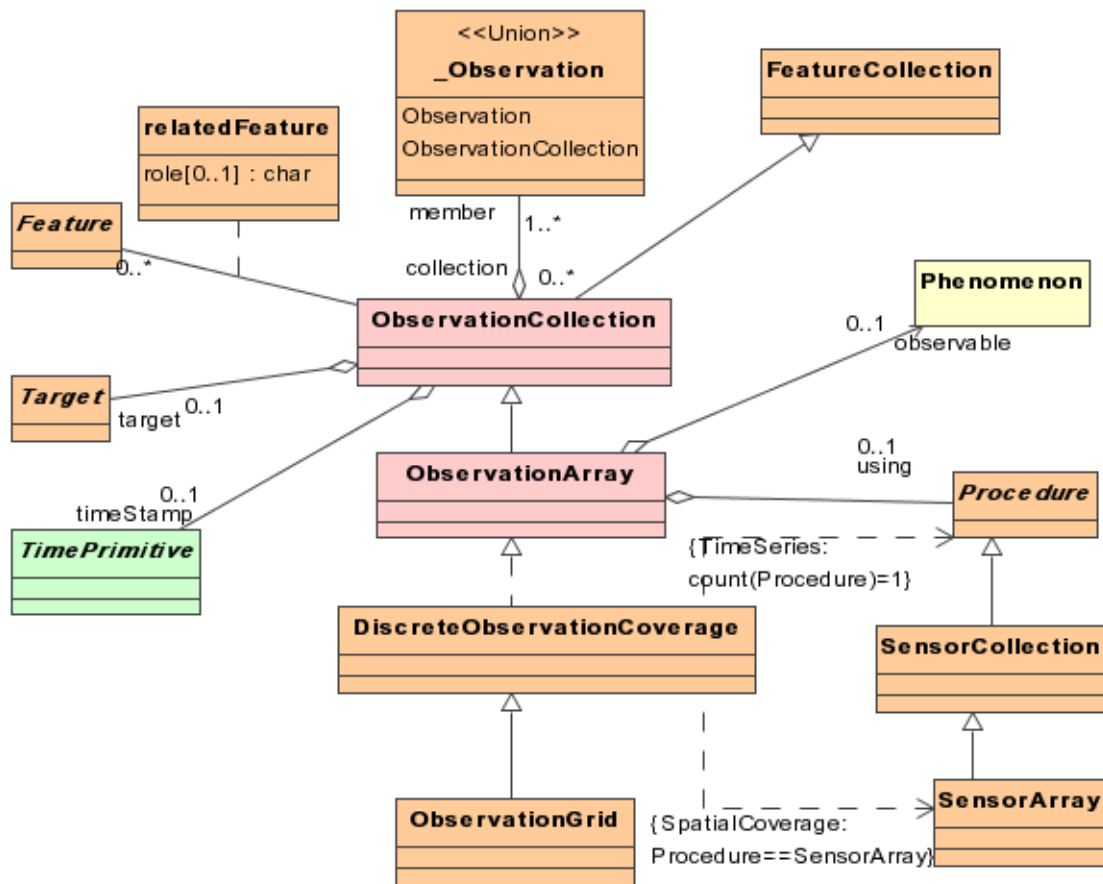 <<Union>>
_Observation
Observation
ObservationCollection
FeatureCollection
relatedFeature
role[0..1] : char
Feature
0..*
member
1..*
collection
0..*
ObservationCollection
Phenomenon
0..1
observable
Target
target
0..1
ObservationArray
0..1
using
Procedure
0..1
timeStamp
TimePrimitive
{TimeSeries:
count(Procedure)=1}
DiscreteObservationCoverage
SensorCollection
ObservationGrid
{SpatialCoverage:
Procedure==SensorArray}
SensorArray